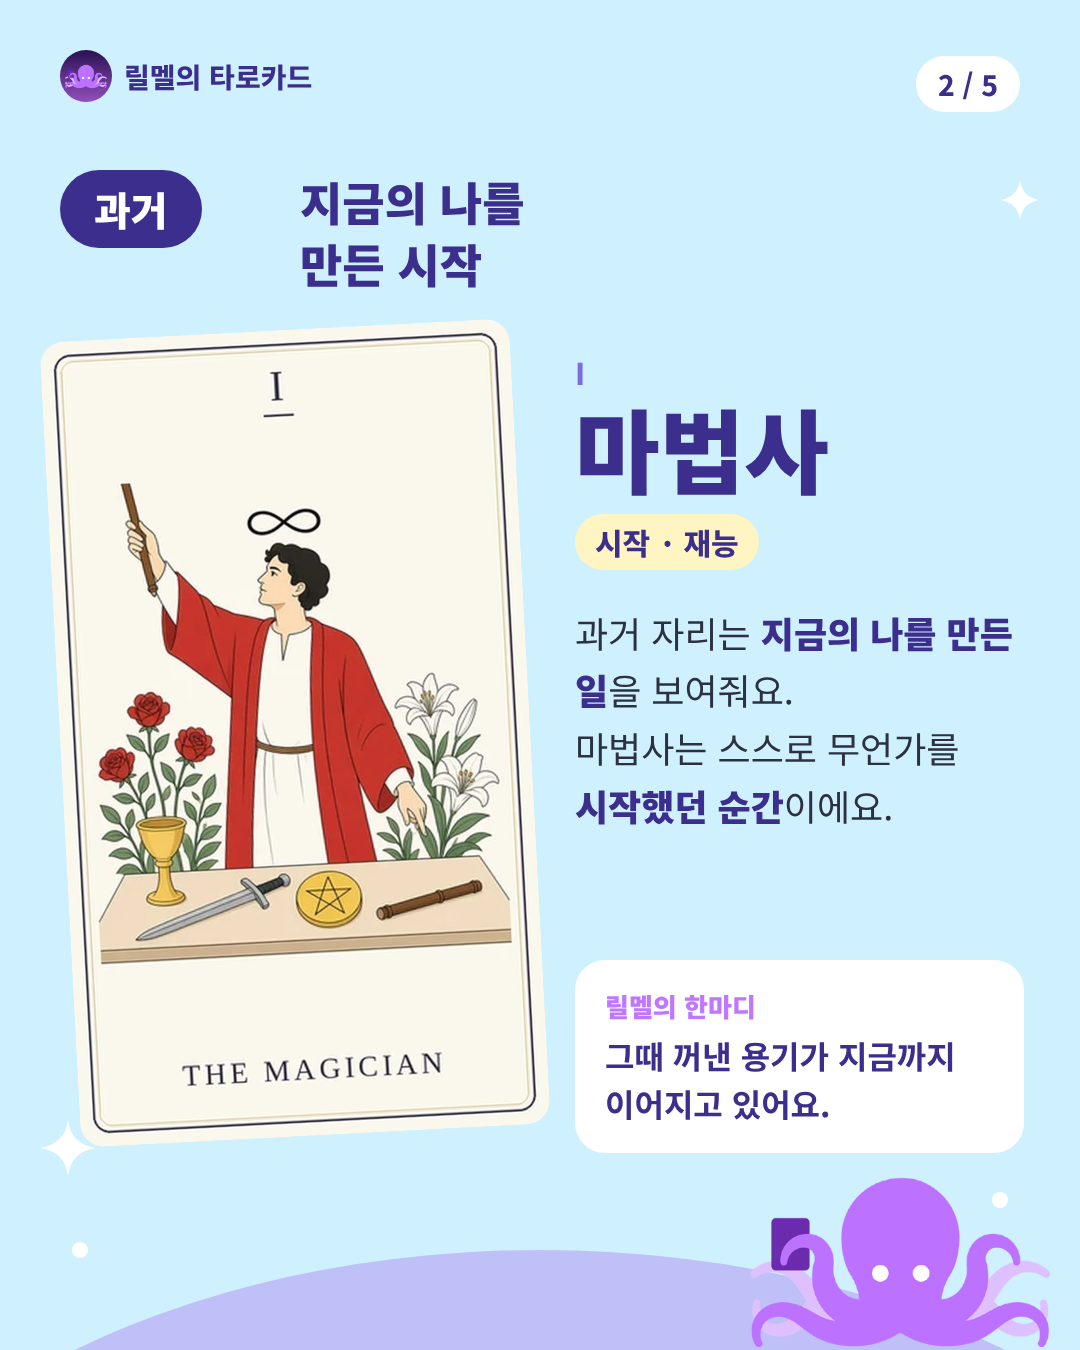 릴멜의 타로카드
2 / 5
과거
지금의 나를
만든 시작
I
THE MAGICIAN
I
마법사
시작 · 재능
과거 자리는 지금의 나를 만든
일을 보여줘요.
마법사는 스스로 무언가를
시작했던 순간이에요.
릴멜의 한마디
그때 꺼낸 용기가 지금까지
이어지고 있어요.